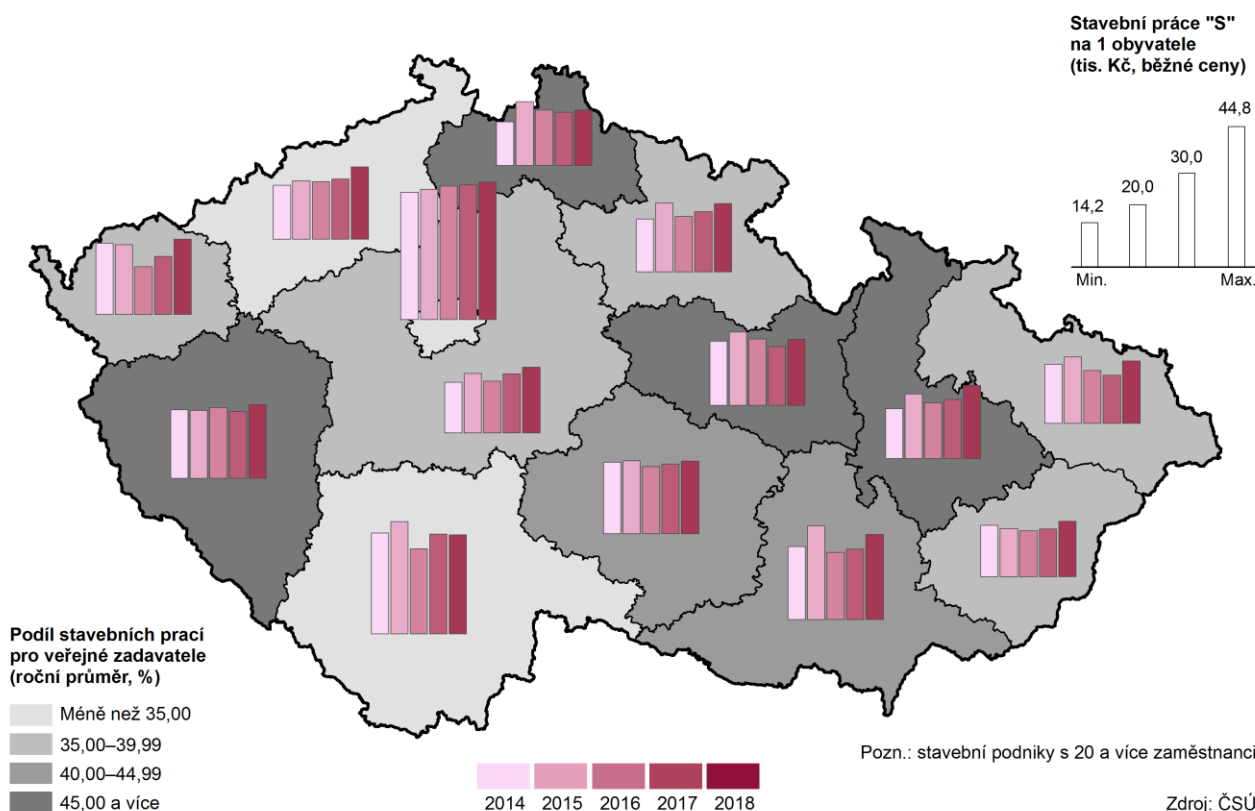 Stavební práce "S"
na 1 obyvatele
(tis. Kč, běžné ceny)
44,8
30,0
20,0
14,2
Min.
Max.
Podíl stavebních prací
pro veřejné zadavatele
(roční průměr, %)
Méně než 35,00
35,00–39,99
40,00–44,99
45,00 a více
2014 2015 2016 2017 2018
Pozn.: stavební podniky s 20 a více zaměstnanci
Zdroj: ČSÚ